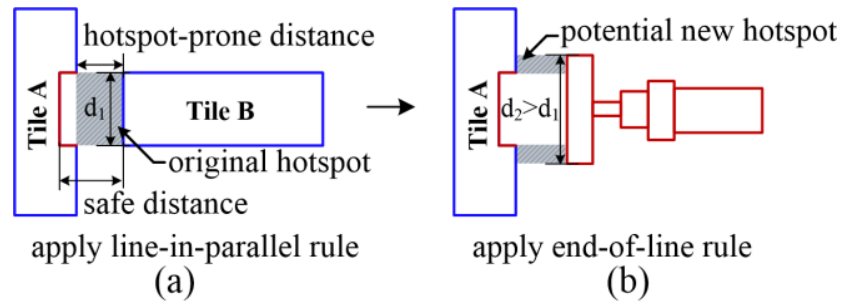 hotspot-prone distance
Tile A
d1
Tile B
original hotspot
safe distance
apply line-in-parallel rule
(a)
potential new hotspot
Tile A
d2>d1
apply end-of-line rule
(b)